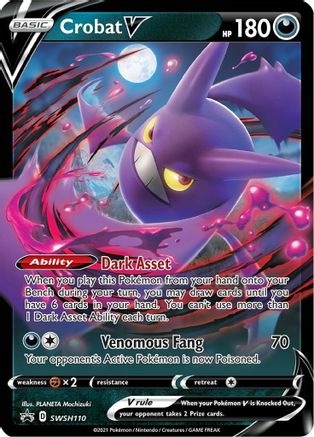 BASIC
Crobat V
HP 180
Ability
Dark Asset
When you play this Pokémon from your hand onto your
Bench during your turn, you may draw cards until you
have 6 cards in your hand. You can't use more than
1 Dark Asset Ability each turn.
Venomous Fang 70
Your opponent's Active Pokémon is now Poisoned.
weakness ×2 resistance retreat
Illus. PLANETA Mochizuki
V rule When your Pokémon V is Knocked Out,
your opponent takes 2 Prize cards.
D SWSH110
©2021 Pokémon / Nintendo / Creatures / GAME FREAK